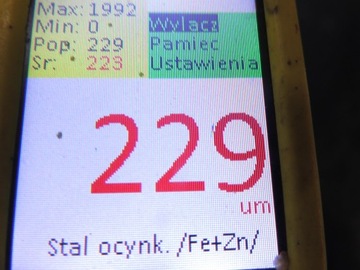 Max: 1992
Min: 0 Wylacz
Pop: 229 Pamiec
Sr: 223 Ustawienia
229
um
Stal ocynk. /Fe+Zn/